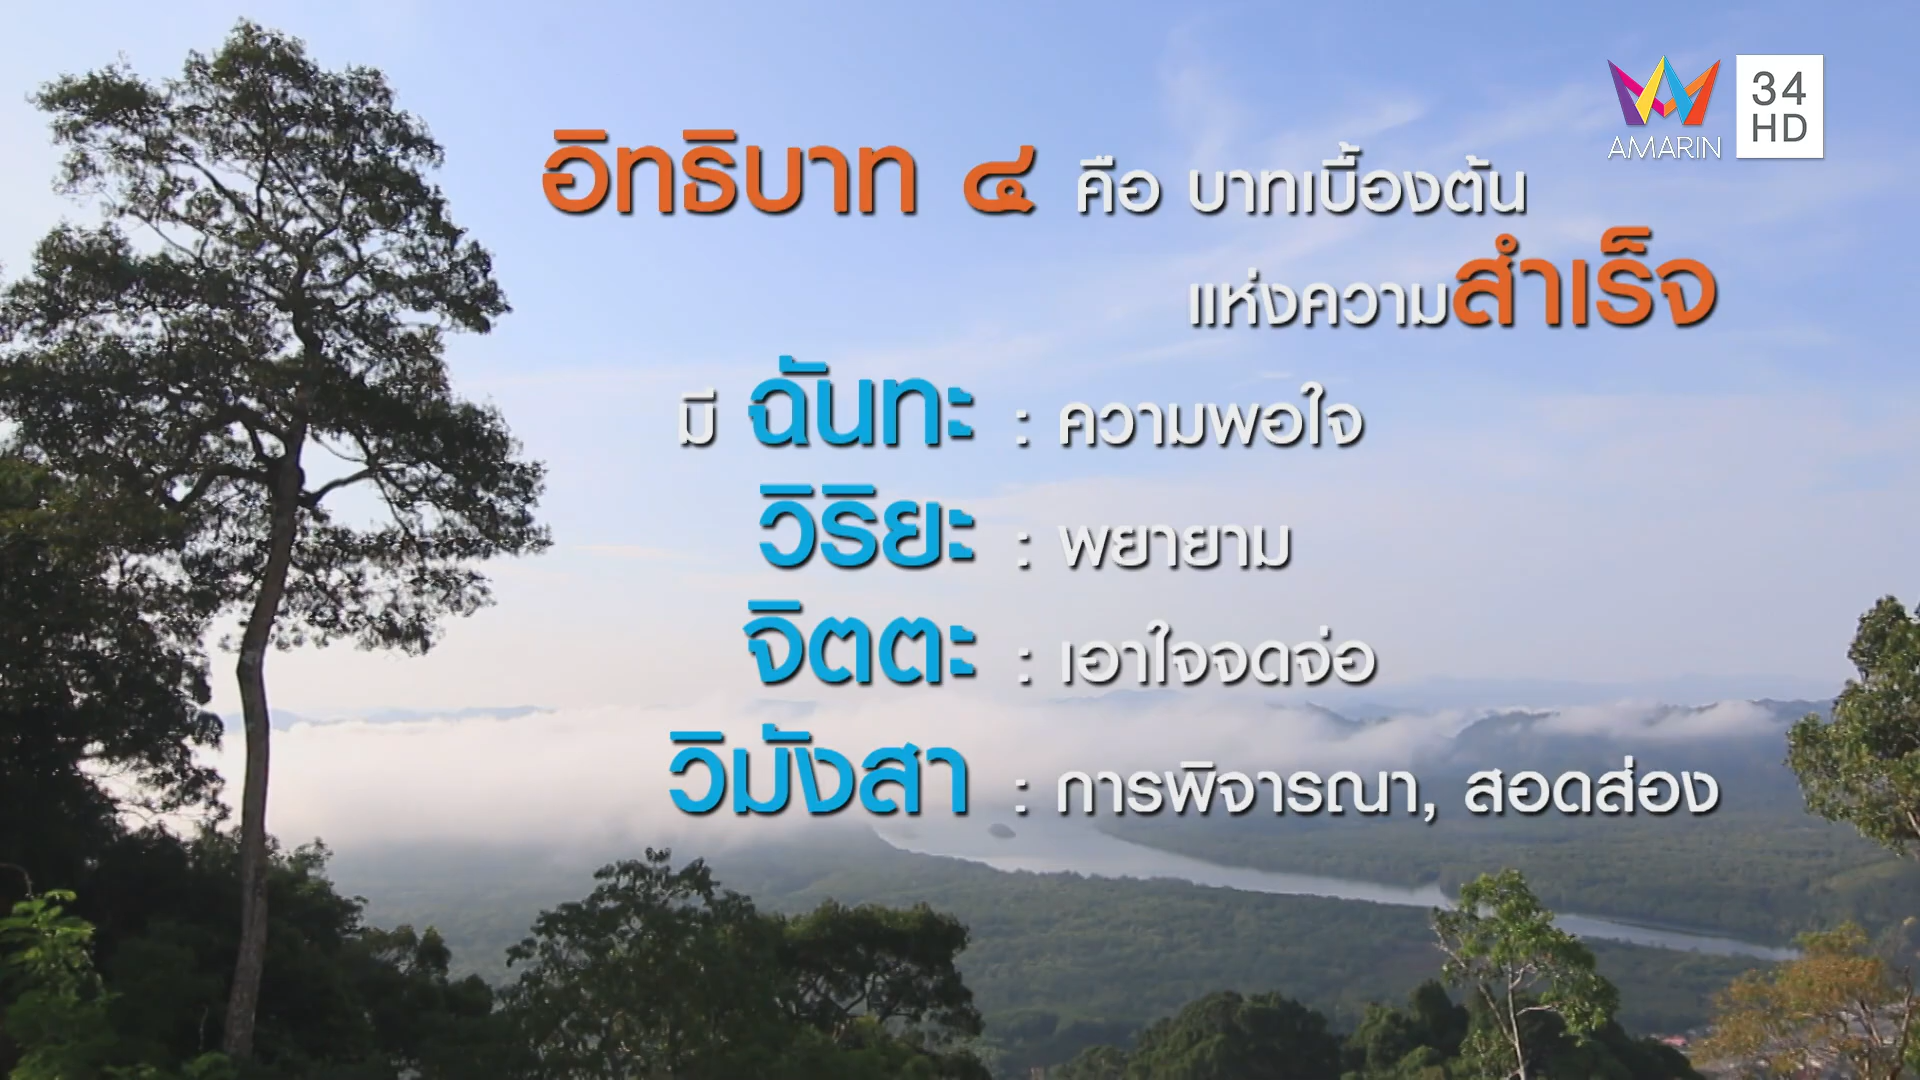 AMARIN
34
HD
อิทธิบาท ๔ คือ บาทเบื้องต้น
แห่งความสำเร็จ
มี ฉันทะ : ความพอใจ
วิริยะ : พยายาม
จิตตะ : เอาใจจดจ่อ
วิมังสา : การพิจารณา, สอดส่อง